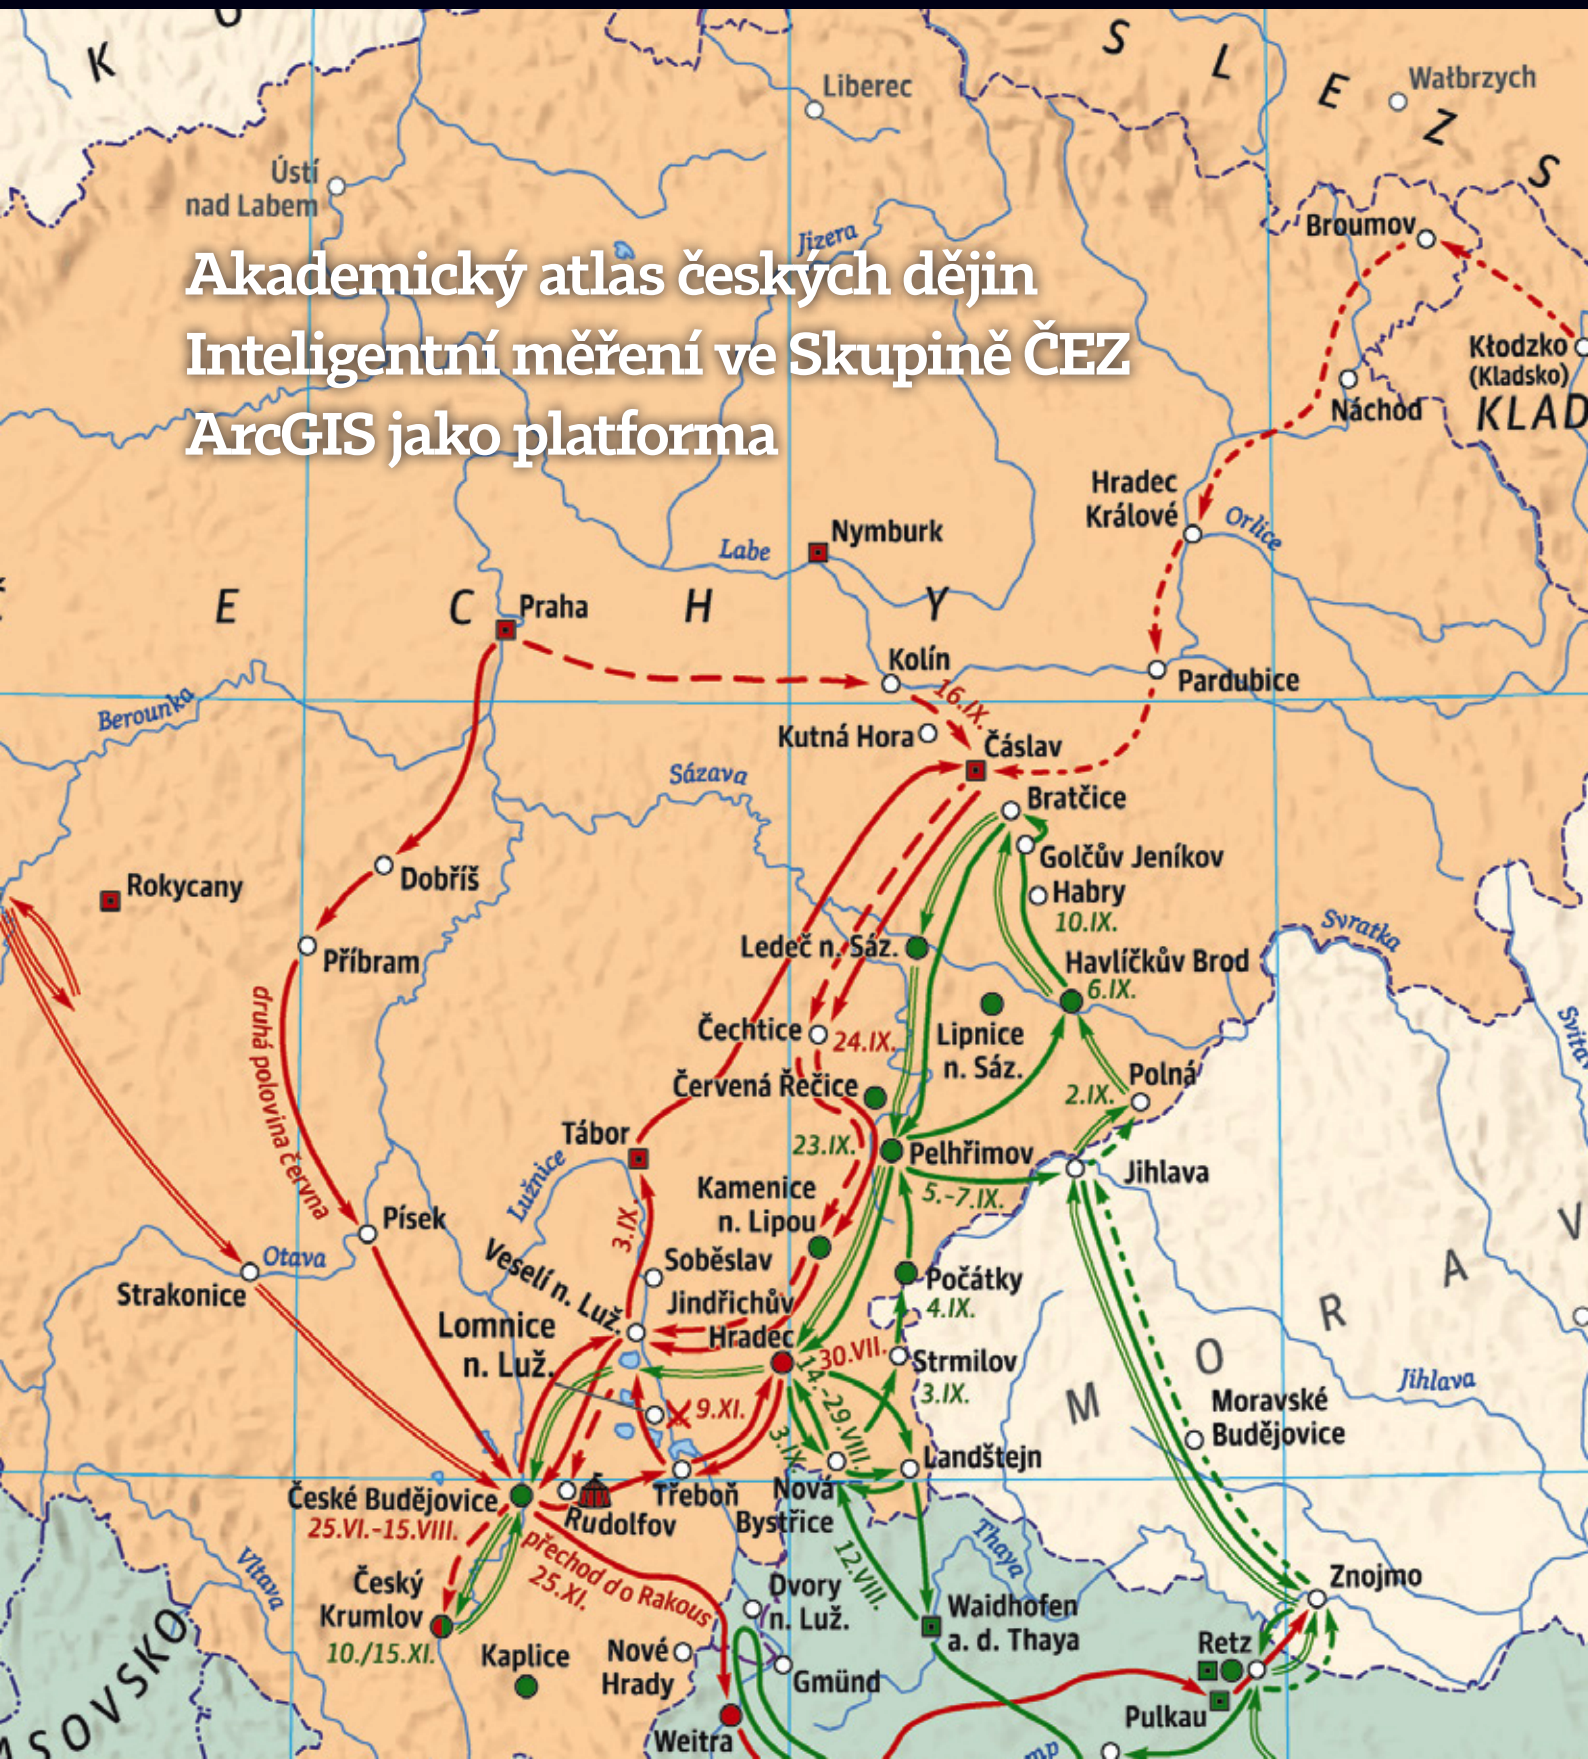 K
S
L
E
Z
S
Liberec
Wałbrzych
Ústí
nad Labem
Jizera
Broumov
Akademický atlas českých dějin
Inteligentní měření ve Skupině ČEZ
ArcGIS jako platforma
Kłodzko
(Kladsko)
KLAD
Náchod
Hradec
Králové
Orlice
Nymburk
Labe
E
C
H
Y
Praha
Kolín
Pardubice
16.IX.
Berounka
Kutná Hora
Čáslav
Sázava
Bratčice
Golčův Jeníkov
Dobříš
Rokycany
Habry
10.IX.
Svratka
Ledeč n. Sáz.
Příbram
Havlíčkův Brod
6.IX.
druhá polovina června
Čechtice
24.IX.
Lipnice
n. Sáz.
Svitav
Červená Řečice
Polná
2.IX.
Tábor
23.IX.
Pelhřimov
Jihlava
Lužnice
Kamenice
n. Lipou
5.-7.IX.
Písek
3.IX.
V
Otava
Veselí n. Luž.
Soběslav
Počátky
4.IX.
A
Strakonice
Jindřichův
Hradec
R
Lomnice
n. Luž.
30.VII.
Strmilov
3.IX.
O
Jihlava
M
14.-29.VIII.
9.XI.
Moravské
Budějovice
3.IX.
Landštejn
České Budějovice
25.VI.-15.VIII.
Rudolfov
Třeboň
Nová
Bystřice
přechod do Rakous
25.XI.
12.VIII.
Thaya
Vltava
Český
Krumlov
10./15.XI.
Dvory
n. Luž.
Znojmo
Waidhofen
a. d. Thaya
Kaplice
Nové
Hrady
Gmünd
Retz
Pulkau
Weitra
ASOVSKO
mp